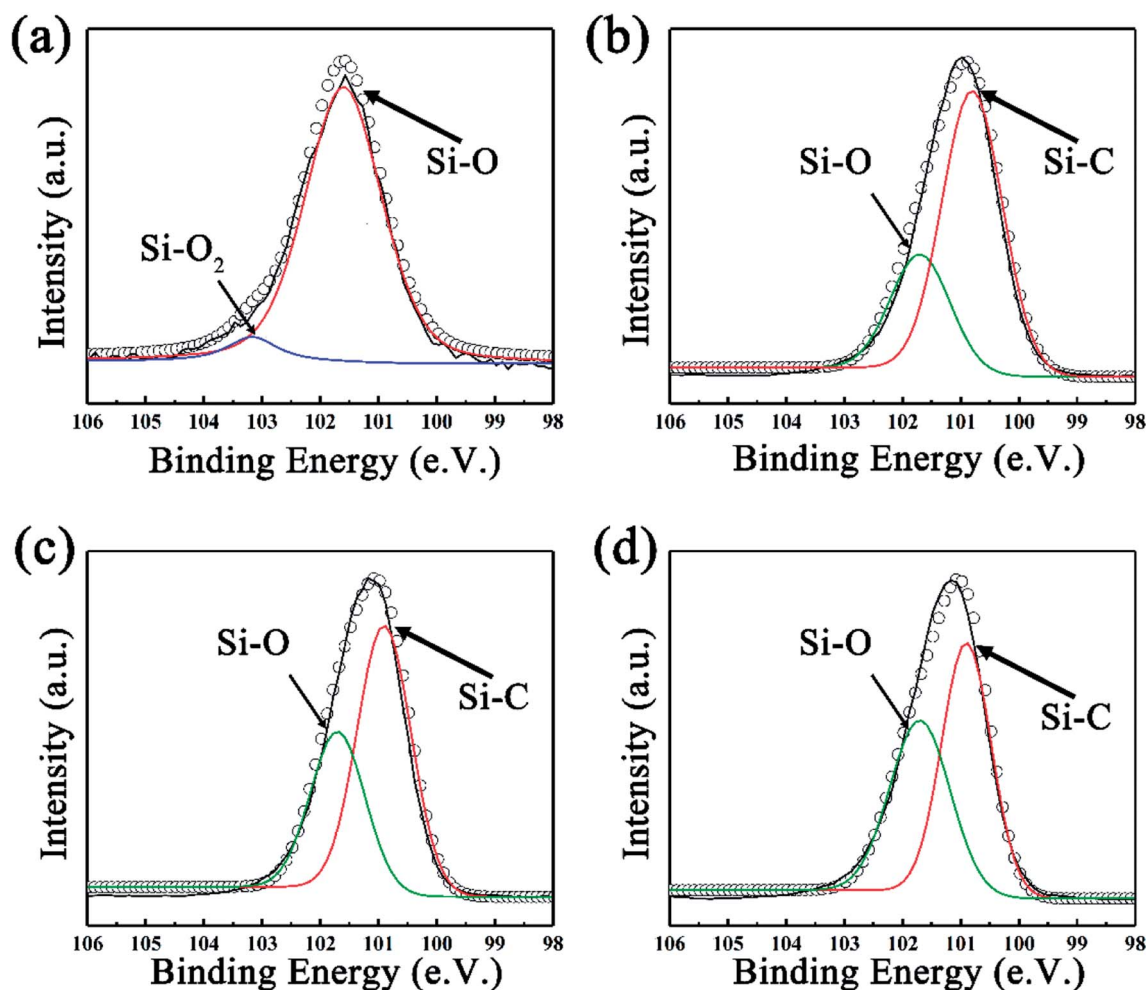 (a)
Intensity (a.u.)
Si-O
Si-O2
106 105 104 103 102 101 100 99 98
Binding Energy (e.V.)
(b)
Intensity (a.u.)
Si-O
Si-C
106 105 104 103 102 101 100 99 98
Binding Energy (e.V.)
(c)
Intensity (a.u.)
Si-O
Si-C
106 105 104 103 102 101 100 99 98
Binding Energy (e.V.)
(d)
Intensity (a.u.)
Si-O
Si-C
106 105 104 103 102 101 100 99 98
Binding Energy (e.V.)